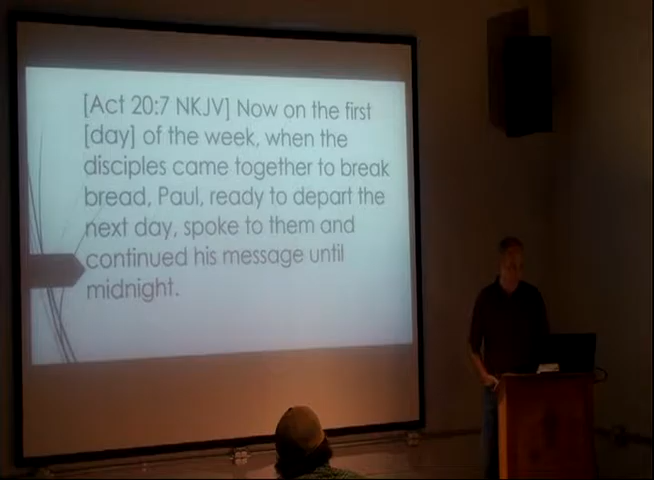 [Act 20:7 NKJV] Now on the first
[day] of the week, when the
disciples came together to break
bread, Paul, ready to depart the
next day, spoke to them and
continued his message until
midnight.